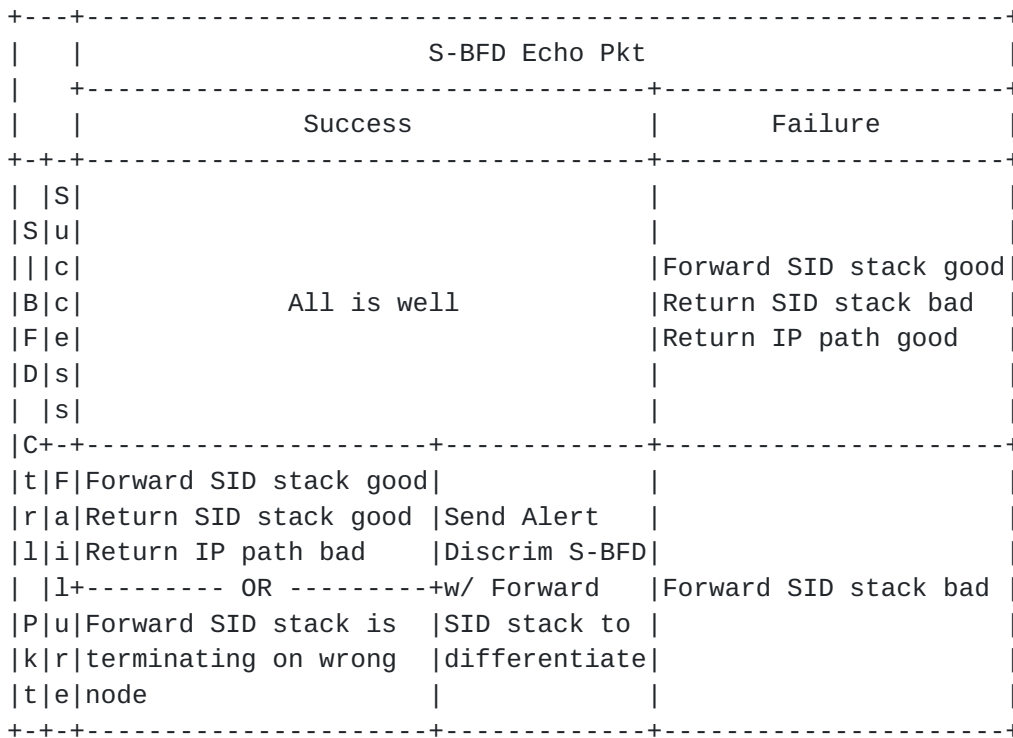 +---+------------------------------------------------------+
|   |                    S-BFD Echo Pkt                     |
|   +---------------------------------+--------------------+
|   |             Success             |       Failure      |
+-+-+---------------------------------+--------------------+
| |S|                                 |                    |
|S|u|                                 |                    |
|||c|                                 |Forward SID stack good|
|B|c|            All is well          |Return SID stack bad  |
|F|e|                                 |Return IP path good   |
|D|s|                                 |                    |
| |s|                                 |                    |
|C+-+--------------------+-------------+--------------------+
|t|F|Forward SID stack good|             |                    |
|r|a|Return SID stack good |Send Alert   |                    |
|l|i|Return IP path bad    |Discrim S-BFD|                    |
| |l+--------- OR ---------+w/ Forward   |Forward SID stack bad |
|P|u|Forward SID stack is  |SID stack to |                    |
|k|r|terminating on wrong  |differentiate|                    |
|t|e|node                  |             |                    |
+-+-+--------------------+-------------+--------------------+